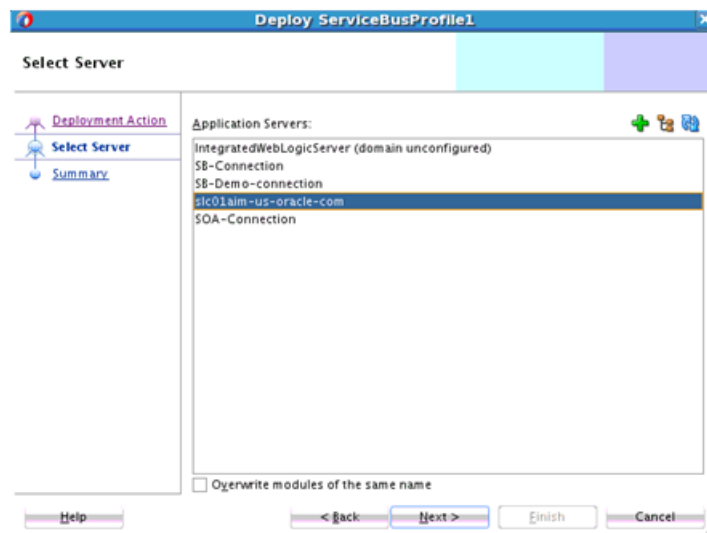 Deploy ServiceBusProfile1
Select Server
Deployment Action
Select Server
Summary
Application Servers:
IntegratedWebLogicServer (domain unconfigured)
SB-Connection
SB-Demo-connection
slc01aim-us-oracle-com
SOA-Connection
Overwrite modules of the same name
Help
< Back
Next >
Finish
Cancel